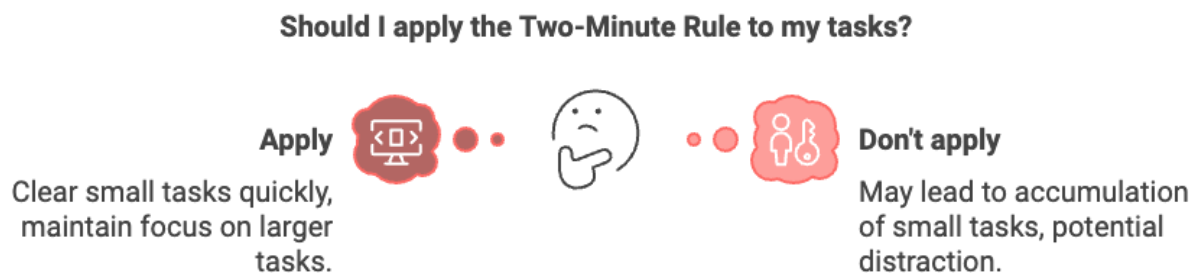 Should I apply the Two-Minute Rule to my tasks?
Apply
Clear small tasks quickly,
maintain focus on larger
tasks.
Don't apply
May lead to accumulation
of small tasks, potential
distraction.